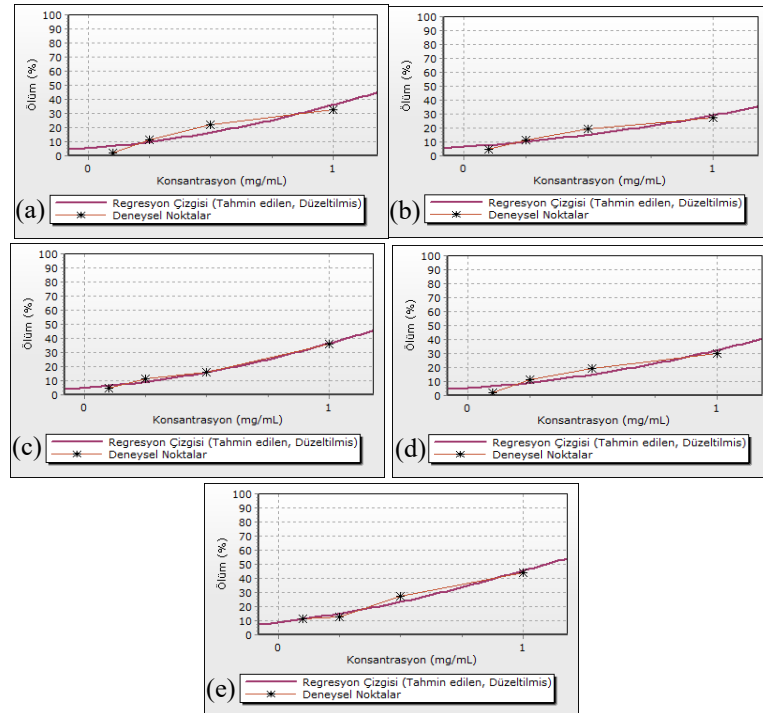 Ölüm (%)
100
90
80
70
60
50
40
30
20
10
0
0
1
Konsantrasyon (mg/mL)
Regresyon Çizgisi (Tahmin edilen, Düzeltilmis)
Deneysel Noktalar
(a)
Ölüm (%)
100
90
80
70
60
50
40
30
20
10
0
0
1
Konsantrasyon (mg/mL)
Regresyon Çizgisi (Tahmin edilen, Düzeltilmis)
Deneysel Noktalar
(b)
Ölüm (%)
100
90
80
70
60
50
40
30
20
10
0
0
1
Konsantrasyon (mg/mL)
Regresyon Çizgisi (Tahmin edilen, Düzeltilmis)
Deneysel Noktalar
(c)
Ölüm (%)
100
90
80
70
60
50
40
30
20
10
0
0
1
Konsantrasyon (mg/mL)
Regresyon Çizgisi (Tahmin edilen, Düzeltilmis)
Deneysel Noktalar
(d)
Ölüm (%)
100
90
80
70
60
50
40
30
20
10
0
0
1
Konsantrasyon (mg/mL)
Regresyon Çizgisi (Tahmin edilen, Düzeltilmis)
Deneysel Noktalar
(e)